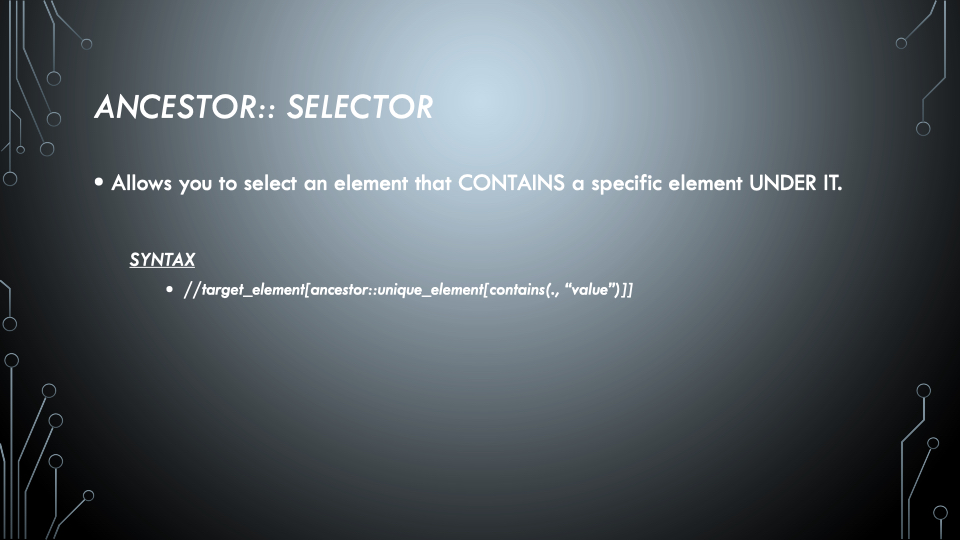 ANCESTOR:: SELECTOR
• Allows you to select an element that CONTAINS a specific element UNDER IT.
SYNTAX
• //target_element[ancestor::unique_element[contains(., “value”)]]